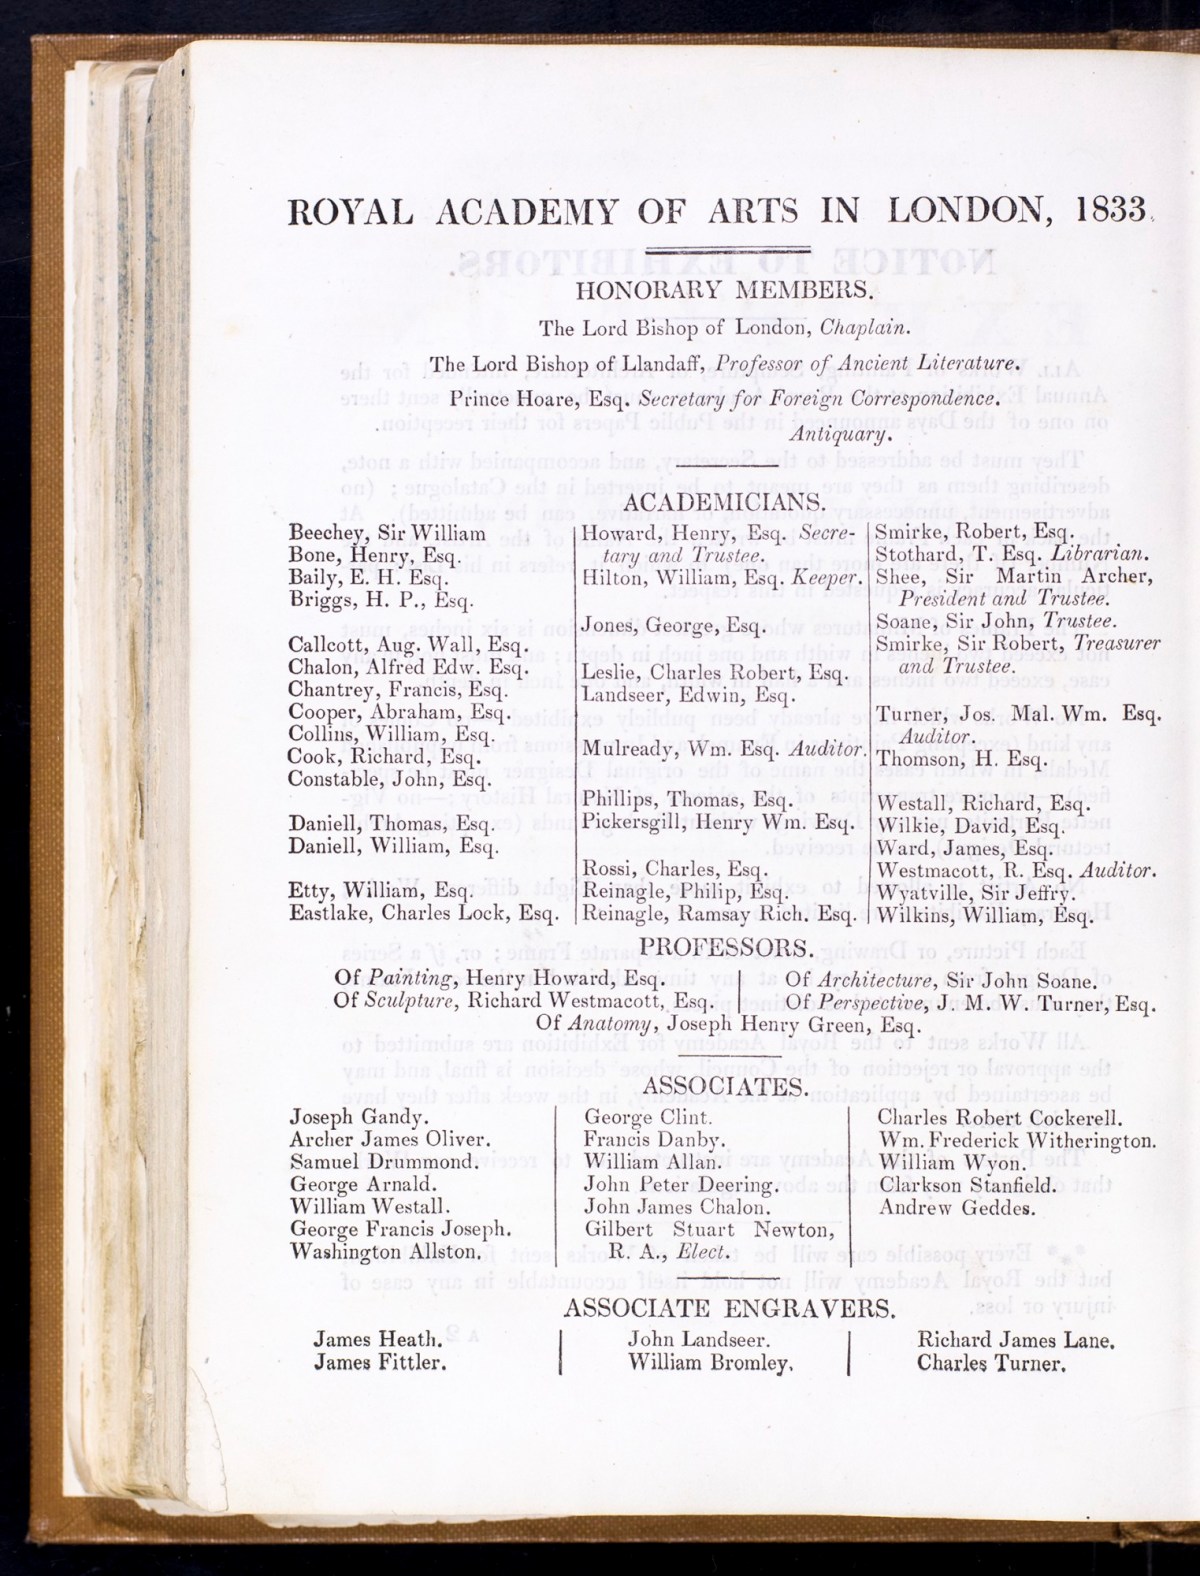 ROYAL ACADEMY OF ARTS IN LONDON, 1833.
HONORARY MEMBERS.
The Lord Bishop of London, Chaplain.
The Lord Bishop of Llandaff, Professor of Ancient Literature.
Prince Hoare, Esq. Secretary for Foreign Correspondence.
Antiquary.
ACADEMICIANS.
Beechey, Sir William
Bone, Henry, Esq.
Baily, E. H. Esq.
Briggs, H. P., Esq.
Callcott, Aug. Wall, Esq.
Chalon, Alfred Edw. Esq.
Chantrey, Francis, Esq.
Cooper, Abraham, Esq.
Collins, William, Esq.
Cook, Richard, Esq.
Constable, John, Esq.
Daniell, Thomas, Esq.
Daniell, William, Esq.
Etty, William, Esq.
Eastlake, Charles Lock, Esq.
Howard, Henry, Esq. Secre-
tary and Trustee.
Hilton, William, Esq. Keeper.
Jones, George, Esq.
Leslie, Charles Robert, Esq.
Landseer, Edwin, Esq.
Mulready, Wm. Esq. Auditor.
Phillips, Thomas, Esq.
Pickersgill, Henry Wm. Esq.
Rossi, Charles, Esq.
Reinagle, Philip, Esq.
Reinagle, Ramsay Rich. Esq.
Smirke, Robert, Esq.
Stothard, T. Esq. Librarian.
Shee, Sir Martin Archer,
President and Trustee.
Soane, Sir John, Trustee.
Smirke, Sir Robert, Treasurer
and Trustee.
Turner, Jos. Mal. Wm. Esq.
Auditor.
Thomson, H. Esq.
Westall, Richard, Esq.
Wilkie, David, Esq.
Ward, James, Esq.
Westmacott, R. Esq. Auditor.
Wyatville, Sir Jeffry.
Wilkins, William, Esq.
PROFESSORS.
Of Painting, Henry Howard, Esq.
Of Sculpture, Richard Westmacott, Esq.
Of Architecture, Sir John Soane.
Of Perspective, J. M. W. Turner, Esq.
Of Anatomy, Joseph Henry Green, Esq.
ASSOCIATES.
Joseph Gandy.
Archer James Oliver.
Samuel Drummond.
George Arnald.
William Westall.
George Francis Joseph.
Washington Allston.
George Clint.
Francis Danby.
William Allan.
John Peter Deering.
John James Chalon.
Gilbert Stuart Newton,
R. A., Elect.
Charles Robert Cockerell.
Wm. Frederick Witherington.
William Wyon.
Clarkson Stanfield.
Andrew Geddes.
ASSOCIATE ENGRAVERS.
James Heath.
James Fittler.
John Landseer.
William Bromley.
Richard James Lane.
Charles Turner.